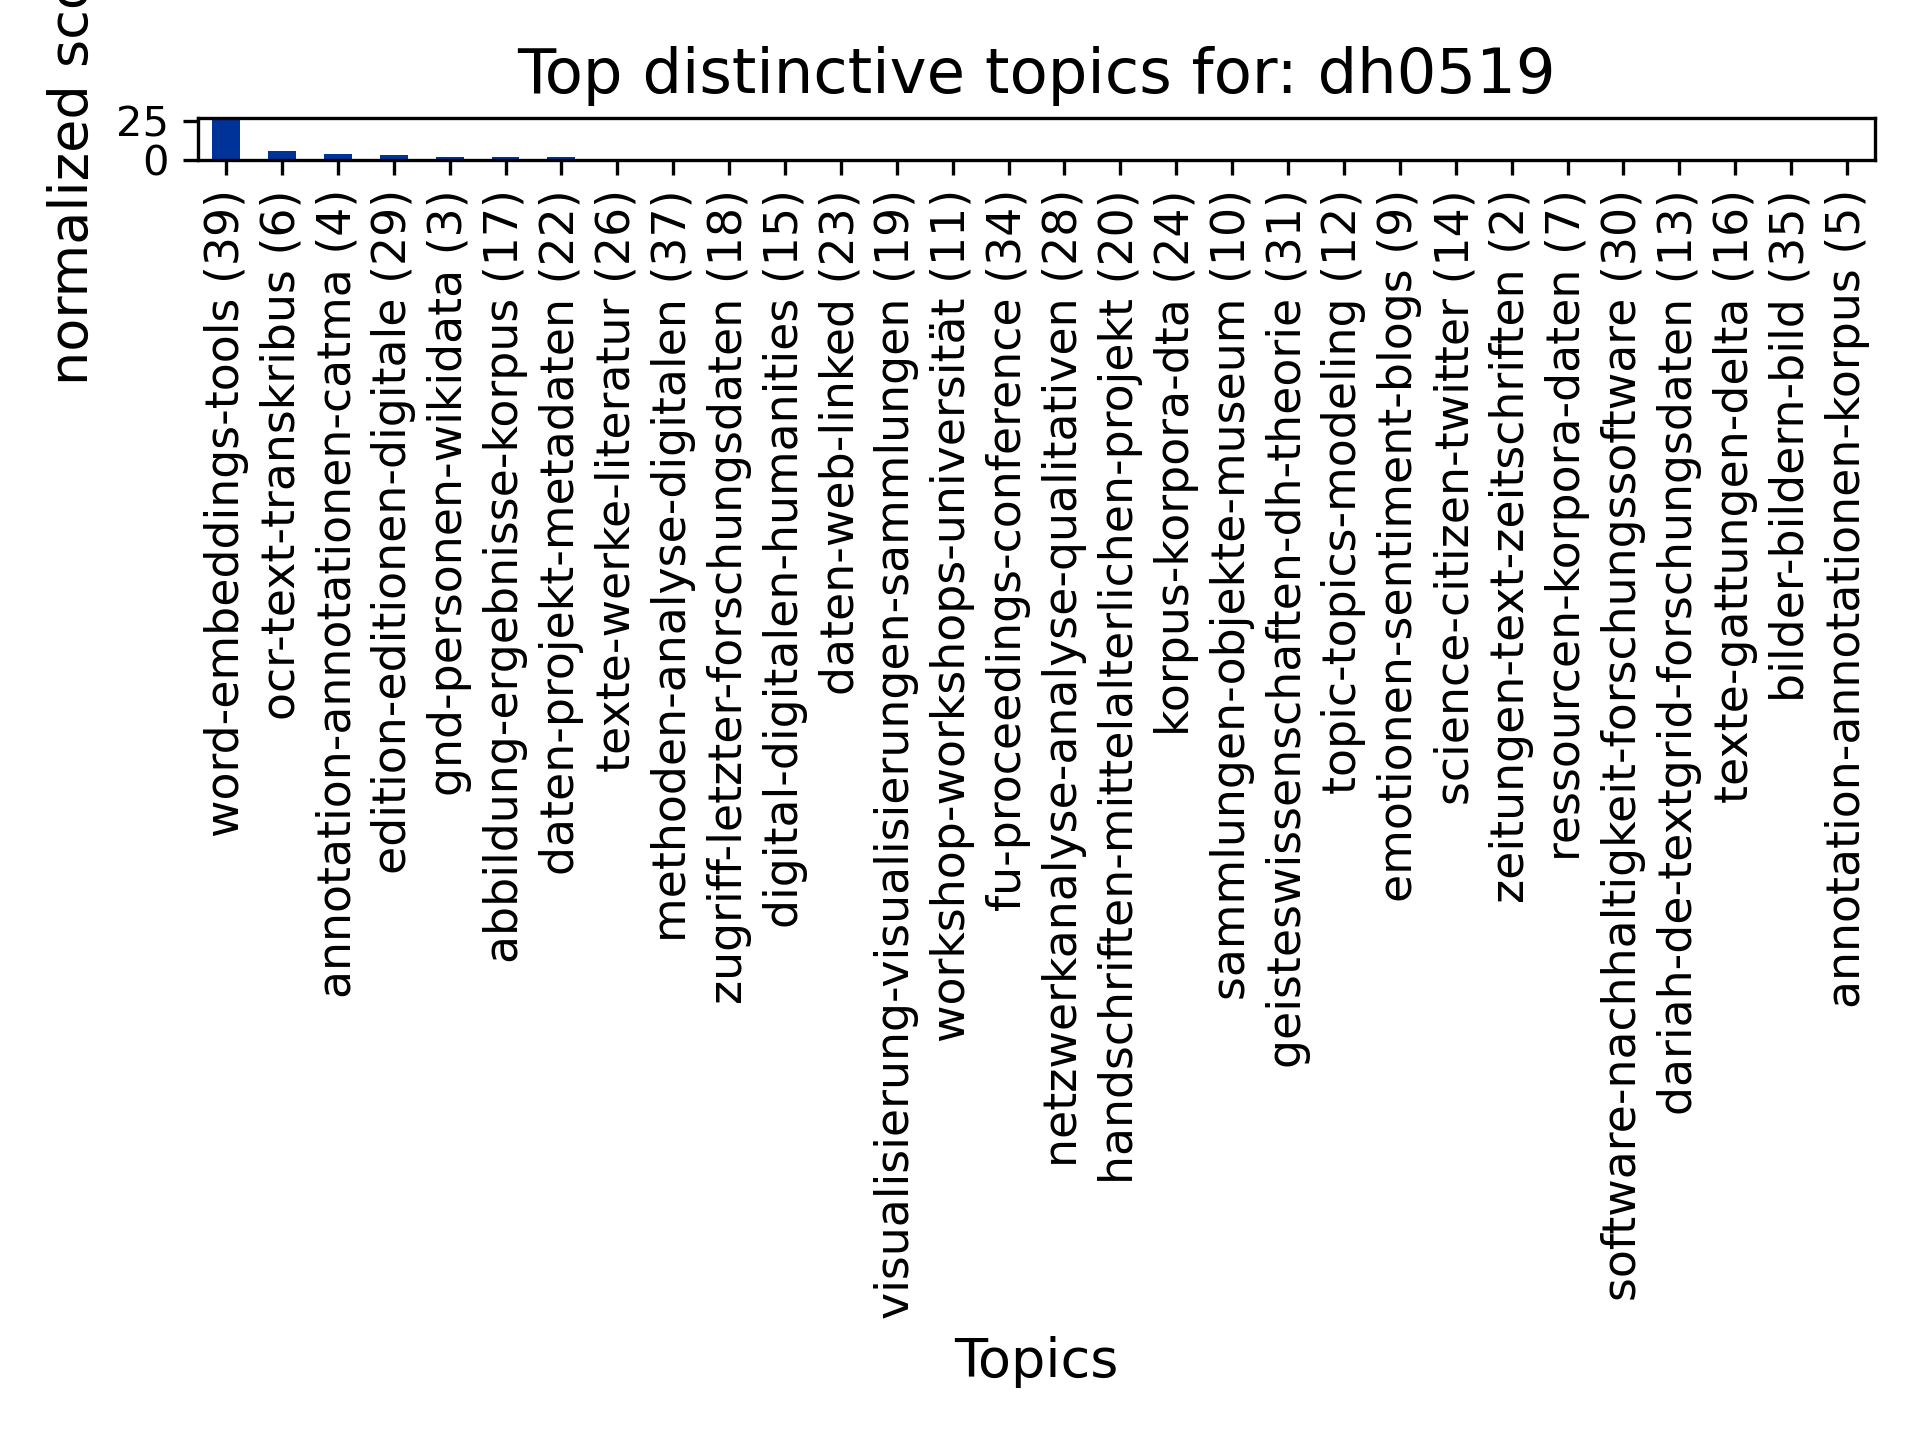 Top distinctive topics for: dh0519
normalized sco
25
0
word-embeddings-tools (39)
ocr-text-transkribus (6)
annotation-annotationen-catma (4)
edition-editionen-digitale (29)
gnd-personen-wikidata (3)
abbildung-ergebnisse-korpus (17)
daten-projekt-metadaten (22)
texte-werke-literatur (26)
methoden-analyse-digitalen (37)
zugriff-letzter-forschungsdaten (18)
digital-digitalen-humanities (15)
daten-web-linked (23)
visualisierung-visualisierungen-sammlungen (19)
workshop-workshops-universität (11)
fu-proceedings-conference (34)
netzwerkanalyse-analyse-qualitativen (28)
handschriften-mittelalterlichen-projekt (20)
korpus-korpora-dta (24)
sammlungen-objekte-museum (10)
geisteswissenschaften-dh-theorie (31)
topic-topics-modeling (12)
emotionen-sentiment-blogs (9)
science-citizen-twitter (14)
zeitungen-text-zeitschriften (2)
ressourcen-korpora-daten (7)
software-nachhaltigkeit-forschungssoftware (30)
dariah-de-textgrid-forschungsdaten (13)
texte-gattungen-delta (16)
bilder-bildern-bild (35)
annotation-annotationen-korpus (5)
Topics